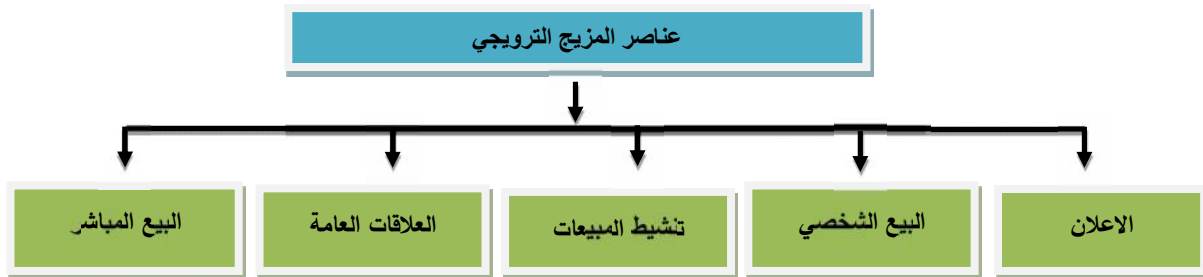 عناصر المزيج الترويجي
الاعلان
البيع الشخصي
تنشيط المبيعات
العلاقات العامة
البيع المباشر